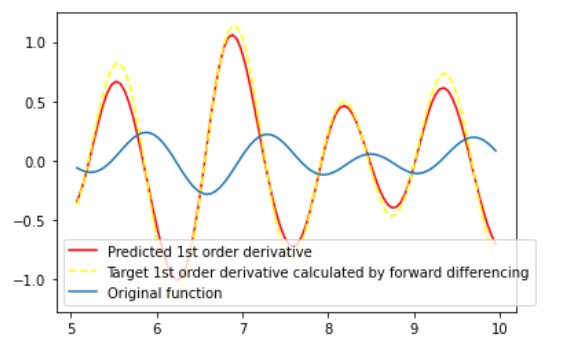 1.0
0.5
0.0
−0.5
−1.0
Predicted 1st order derivative
Target 1st order derivative calculated by forward differencing
Original function
5 6 7 8 9 10